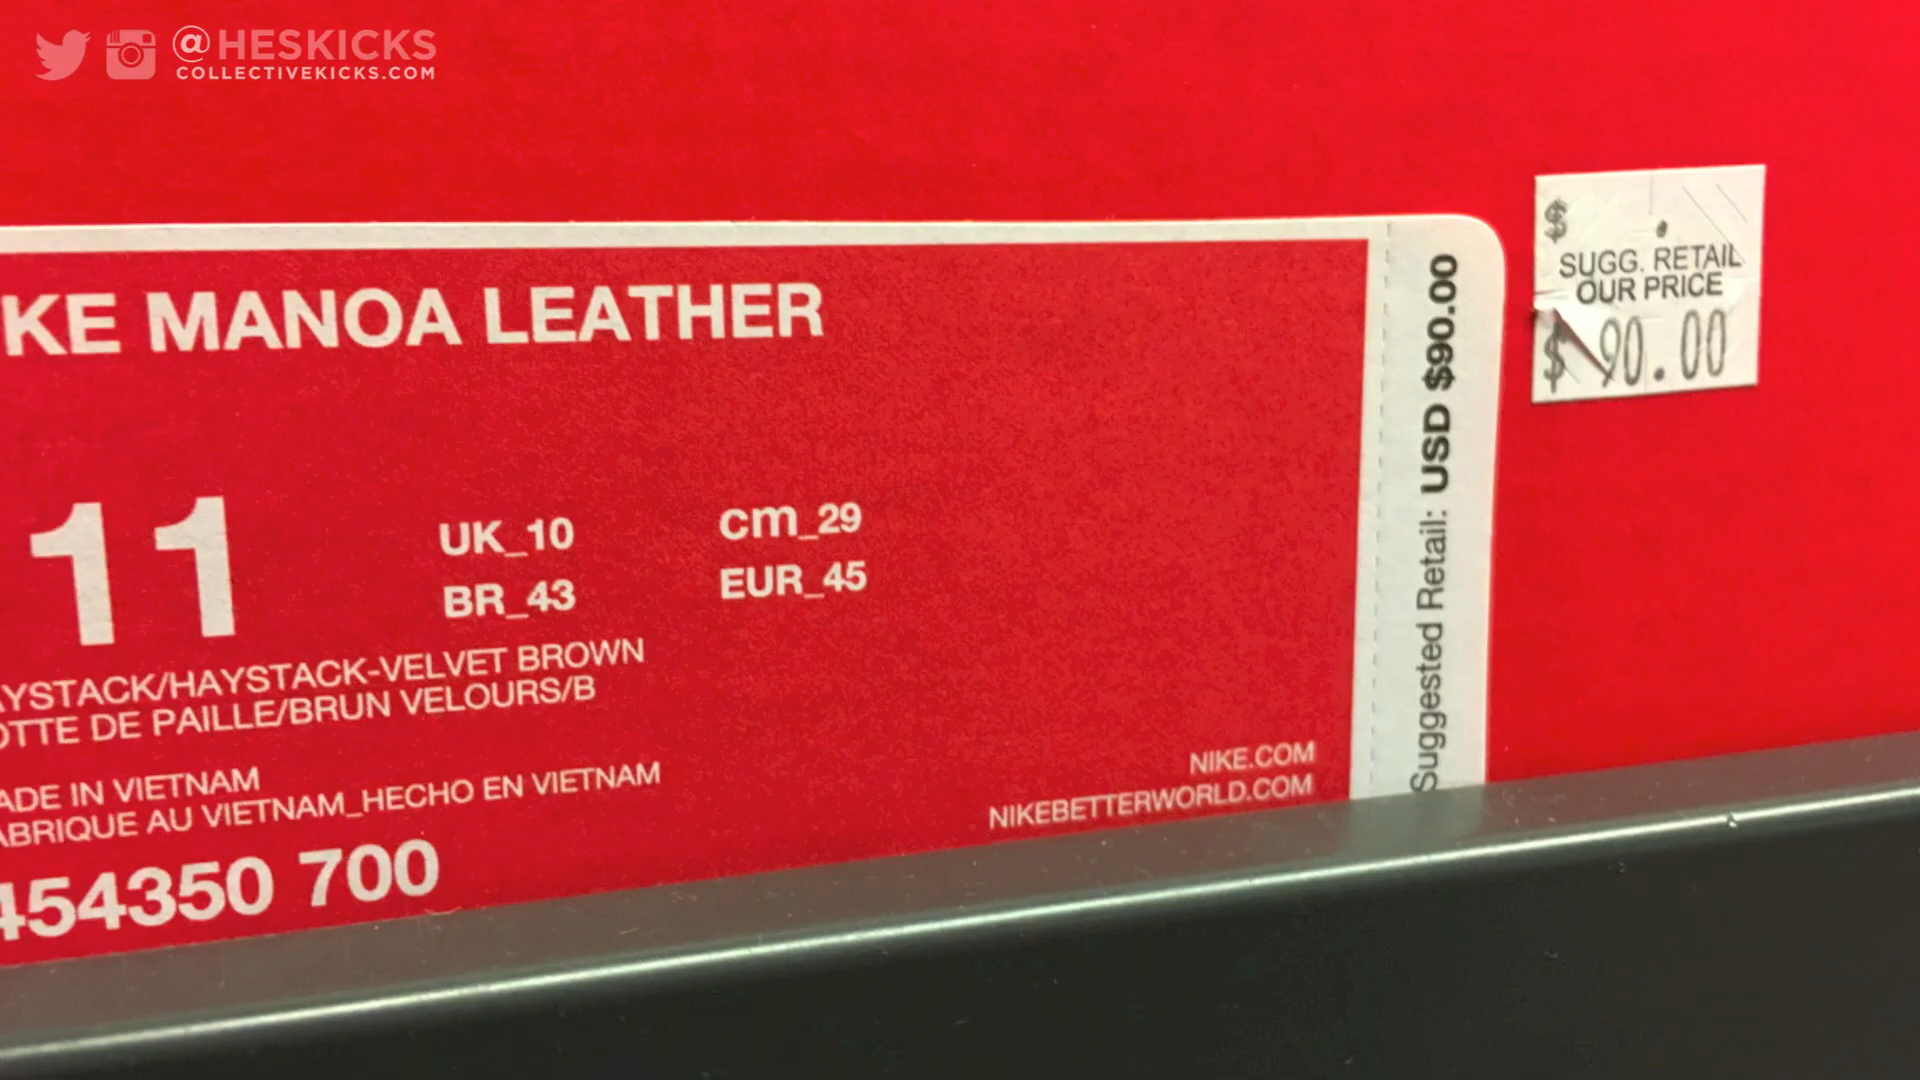 @HESKICKS
COLLECTIVEKICKS.COM
KE MANOA LEATHER
11
UK_10
cm_29
BR_43
EUR_45
YSTACK/HAYSTACK-VELVET BROWN
OTTE DE PAILLE/BRUN VELOURS/B
ADE IN VIETNAM
ABRIQUE AU VIETNAM_HECHO EN VIETNAM
454350 700
NIKE.COM
NIKEBETTERWORLD.COM
Suggested Retail: USD $90.00
$
SUGG. RETAIL
OUR PRICE
$ 90.00